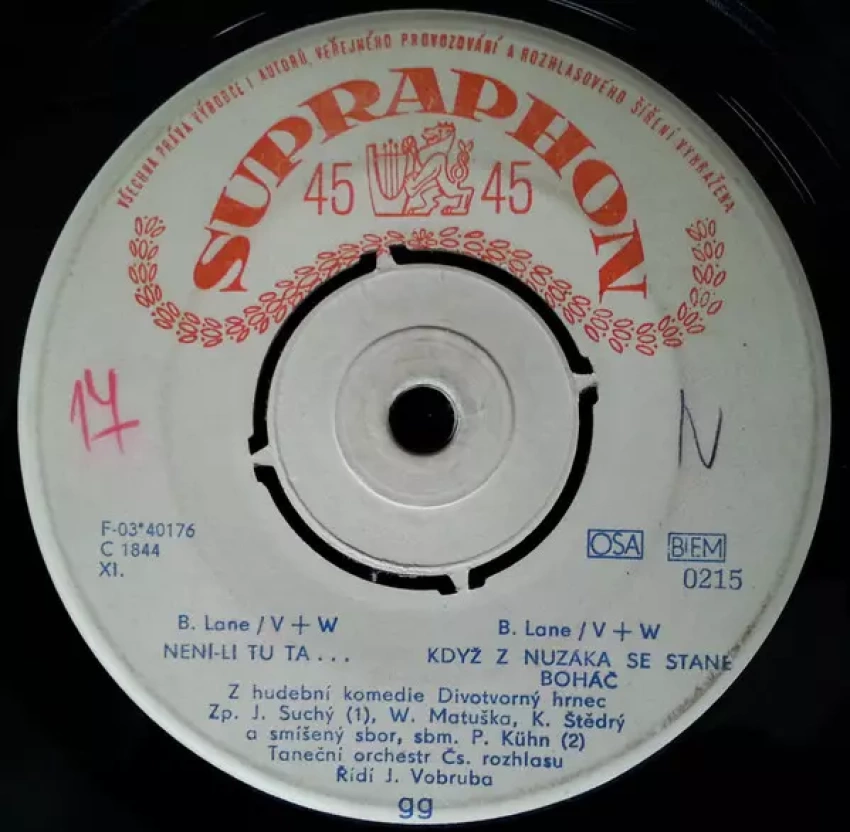 VŠECHNA PRÁVA VÝROBCE I AUTORŮ, VEŘEJNÉHO PROVOZOVÁNÍ A ROZHLASOVÉHO ŠÍŘENÍ VYHRAŽENA
SUPRAPHON
45 45
17
N
F-03*40176
C 1844
XI.
OSA BIEM
0215
B. Lane / V + W
NENÍ-LI TU TA...
B. Lane / V + W
KDYŽ Z NUZÁKA SE STANE
BOHÁČ
Z hudební komedie Divotvorný hrnec
Zp. J. Suchý (1), W. Matuška, K. Štědrý
a smíšený sbor, sbm. P. Kühn (2)
Taneční orchestr Čs. rozhlasu
Řídí J. Vobruba
gg